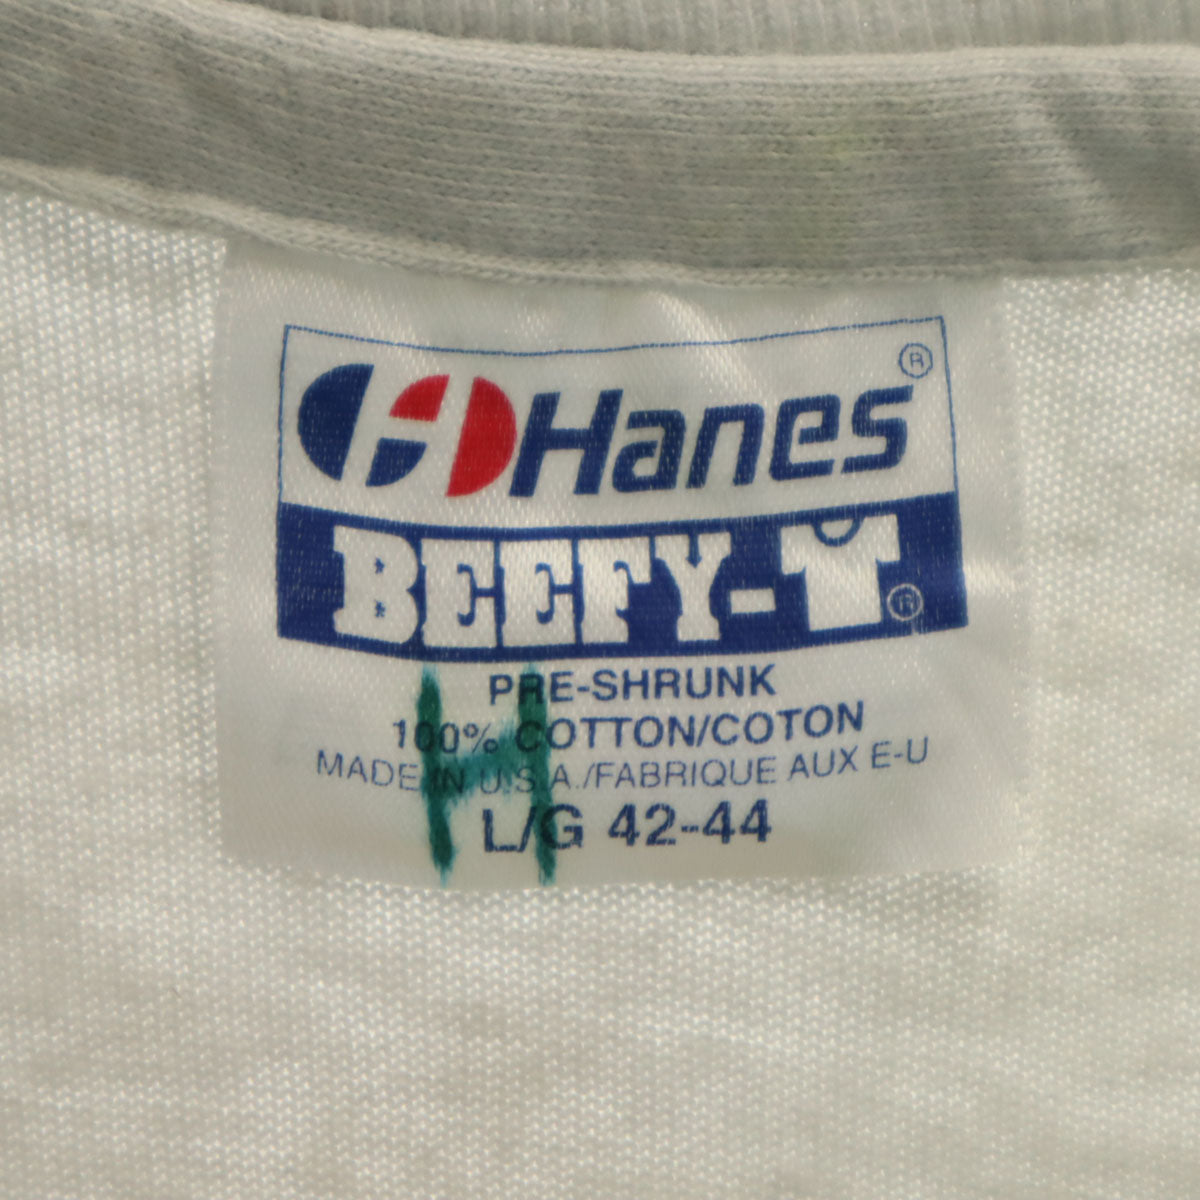 Hanes®
BEEFY-T®
PRE-SHRUNK
100% COTTON/COTON
MADE IN U.S.A./FABRIQUE AUX E-U
L/G 42-44
H